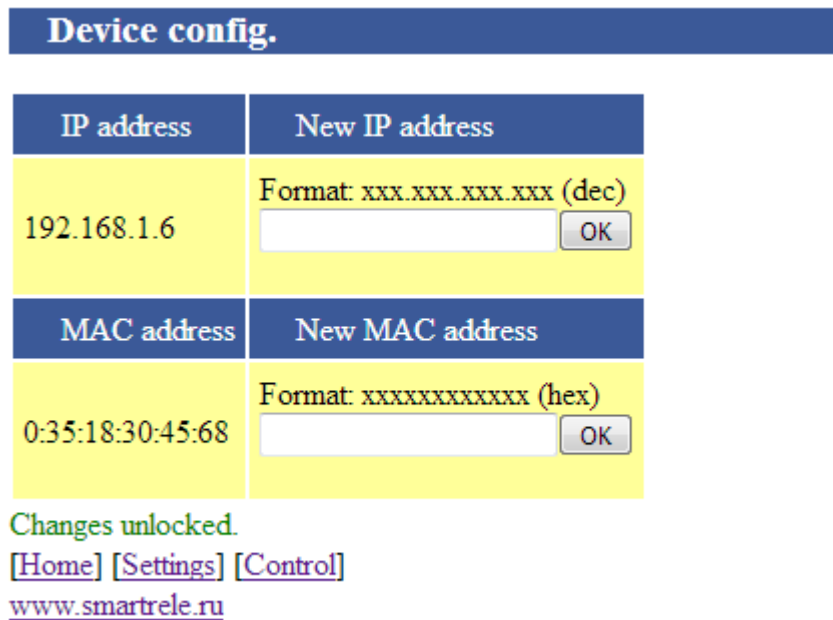 Device config.
IP address New IP address
Format: xxx.xxx.xxx.xxx (dec)
192.168.1.6 OK
MAC address New MAC address
Format: xxxxxxxxxxxx (hex)
0:35:18:30:45:68 OK
Changes unlocked.
[Home] [Settings] [Control]
www.smartrele.ru